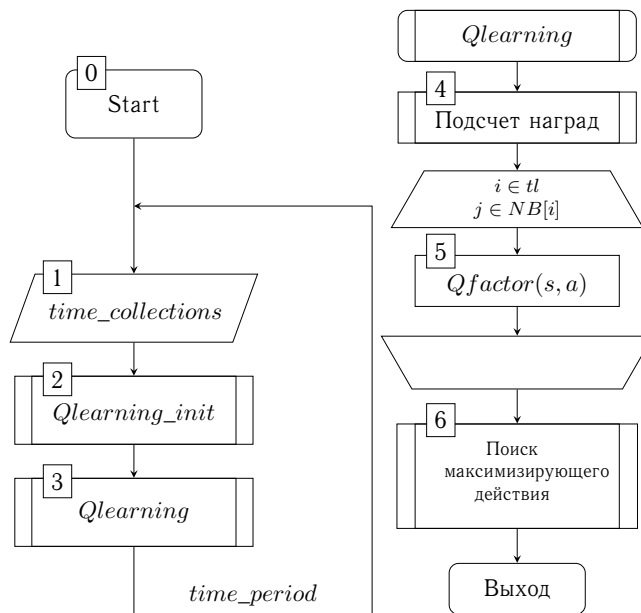 0
Start
1
time_collections
2
Qlearning_init
3
Qlearning
time_period
Qlearning
4
Подсчет наград
i ∈ tl
j ∈ NB[i]
5
Qfactor(s, a)
6
Поиск
максимизирующего
действия
Выход